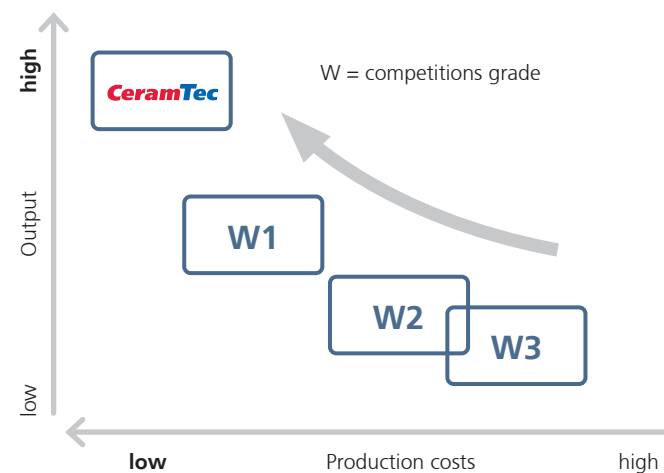 high
CeramTec
W = competitions grade
Output
W1
W2
W3
low
low
Production costs
high